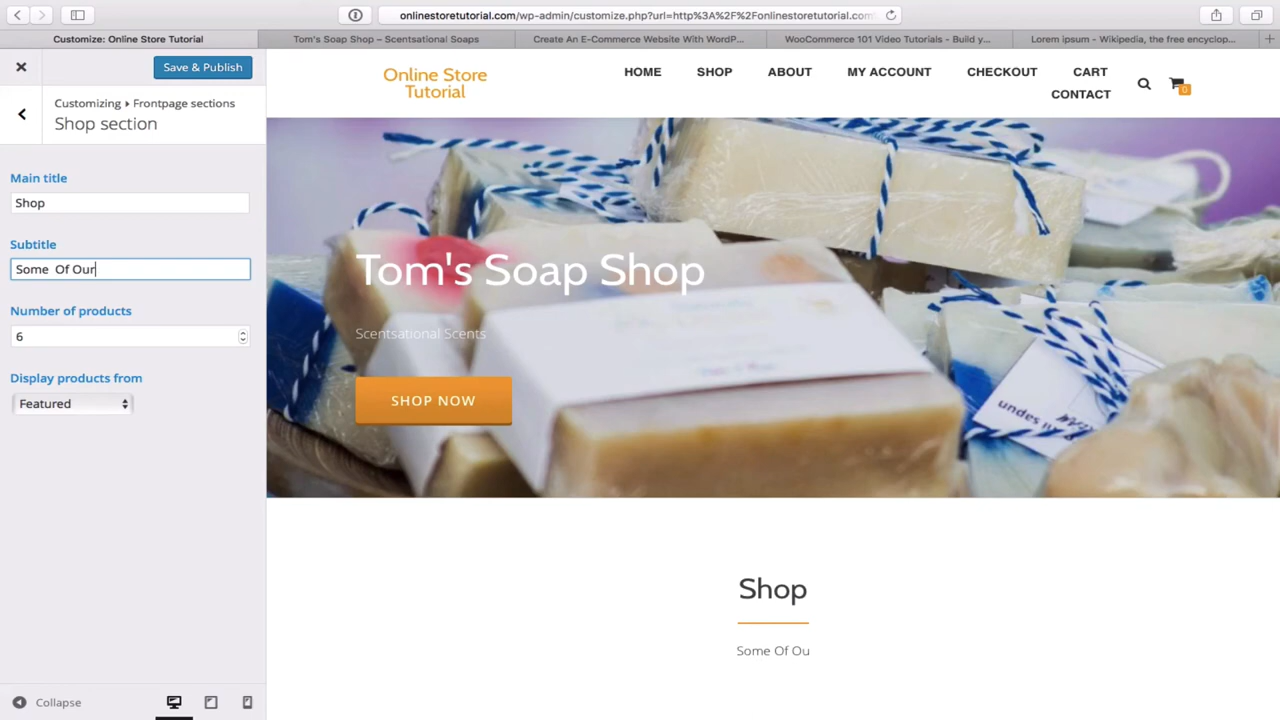 onlinestoretutorial.com/wp-admin/customize.php?url=http%3A%2F%2Fonlinestoretutorial.com
Customize: Online Store Tutorial
Tom's Soap Shop – Scentsational Soaps
Create An E-Commerce Website With WordP...
WooCommerce 101 Video Tutorials - Build y...
Lorem ipsum - Wikipedia, the free encyclop...
Save & Publish
Customizing ▸ Frontpage sections
Shop section
Main title
Shop
Subtitle
Some  Of Our
Number of products
6
Display products from
Featured
Collapse
Online Store
Tutorial
HOME SHOP ABOUT MY ACCOUNT CHECKOUT CART
CONTACT
0
Tom's Soap Shop
Scentsational Scents
SHOP NOW
Shop
Some Of Ou